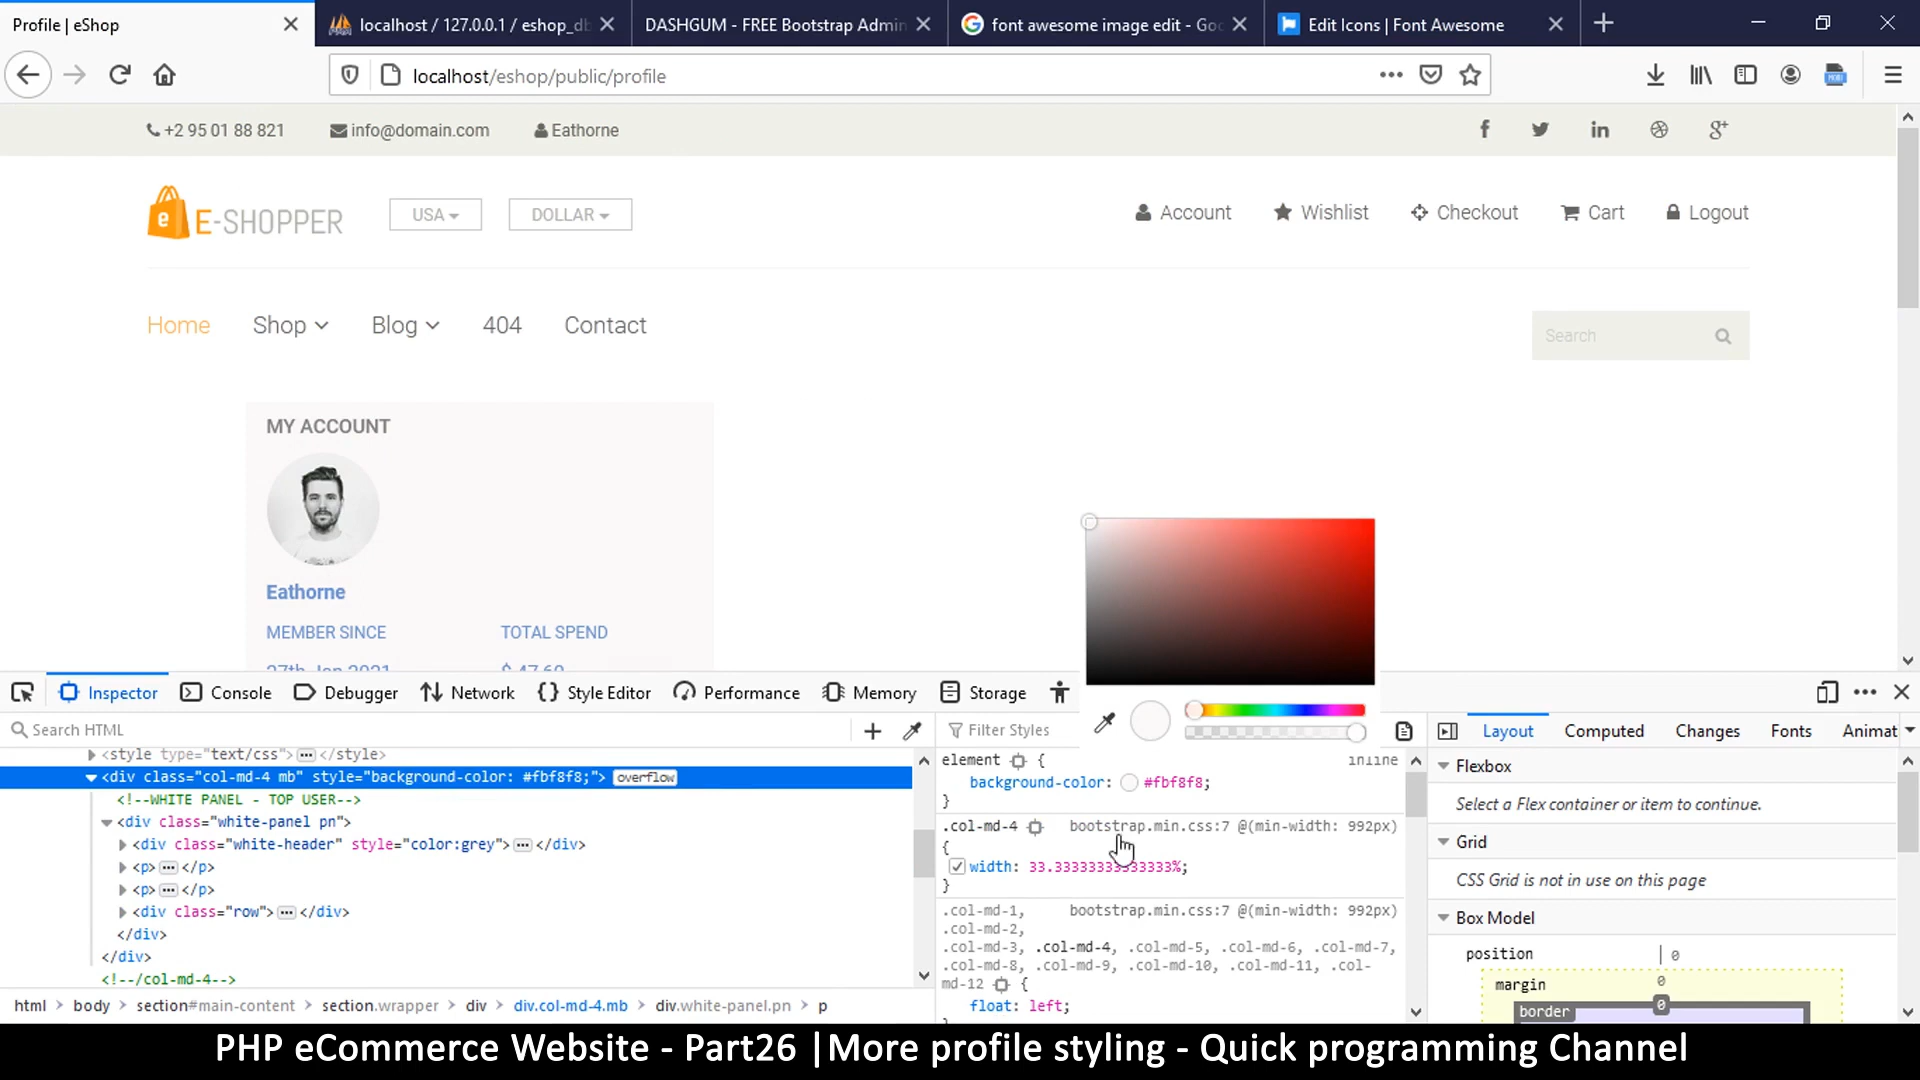 Profile | eShop
localhost / 127.0.0.1 / eshop_db
DASHGUM - FREE Bootstrap Admin
font awesome image edit - Goo
Edit Icons | Font Awesome
localhost/eshop/public/profile
+2 95 01 88 821
info@domain.com
Eathorne
E-SHOPPER
USA
DOLLAR
Account
Wishlist
Checkout
Cart
Logout
Home
Shop
Blog
404
Contact
Search
MY ACCOUNT
Eathorne
MEMBER SINCE
TOTAL SPEND
27th Jan 2021
$ 47,60
Inspector
Console
Debugger
Network
Style Editor
Performance
Memory
Storage
Search HTML
Filter Styles
Layout
Computed
Changes
Fonts
Animat
<style type="text/css"> ••• </style>
<div class="col-md-4 mb" style="background-color: #fbf8f8;"> overflow
<!--WHITE PANEL - TOP USER-->
<div class="white-panel pn">
<div class="white-header" style="color:grey"> ••• </div>
<p> ••• </p>
<p> ••• </p>
<div class="row"> ••• </div>
</div>
</div>
<!--/col-md-4-->
element {
inline
background-color: #fbf8f8;
}
.col-md-4
bootstrap.min.css:7 @(min-width: 992px)
{
width: 33.33333333333333%;
}
.col-md-1,
bootstrap.min.css:7 @(min-width: 992px)
.col-md-2,
.col-md-3, .col-md-4, .col-md-5, .col-md-6, .col-md-7,
.col-md-8, .col-md-9, .col-md-10, .col-md-11, .col-
md-12 {
float: left;
Flexbox
Select a Flex container or item to continue.
Grid
CSS Grid is not in use on this page
Box Model
position
0
margin
0
border
0
html
body
section#main-content
section.wrapper
div
div.col-md-4.mb
div.white-panel.pn
p
PHP eCommerce Website - Part26 |More profile styling - Quick programming Channel